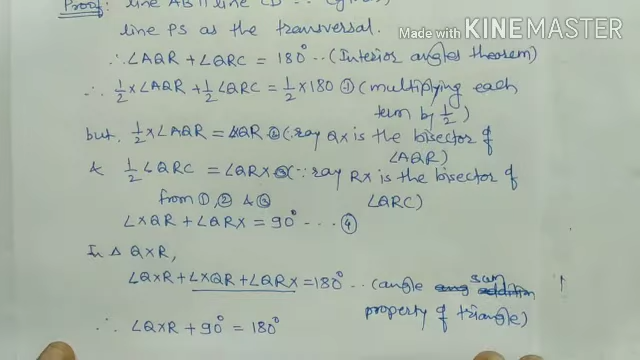 Made with KINEMASTER
Proof: line AB || line CD
line PS as the transversal.
∴ ∠AQR + ∠QRC = 180° ·· (Interior angles theorem)
∴ 1/2 × ∠AQR + 1/2 ∠QRC = 1/2 × 180 ① (multiplying each
term by 1/2)
but, 1/2 × ∠AQR = ∠XQR ② (∵ ray QX is the bisector of
∠AQR)
& 1/2 ∠QRC = ∠QRX ③ (∵ ray RX is the bisector of
∠QRC)
from ①, ② & ③
∠XQR + ∠QRX = 90° ···· ④
In Δ QXR,
∠QXR + ∠XQR + ∠QRX = 180° ·· (angle sum
property of triangle)
∴ ∠QXR + 90° = 180°